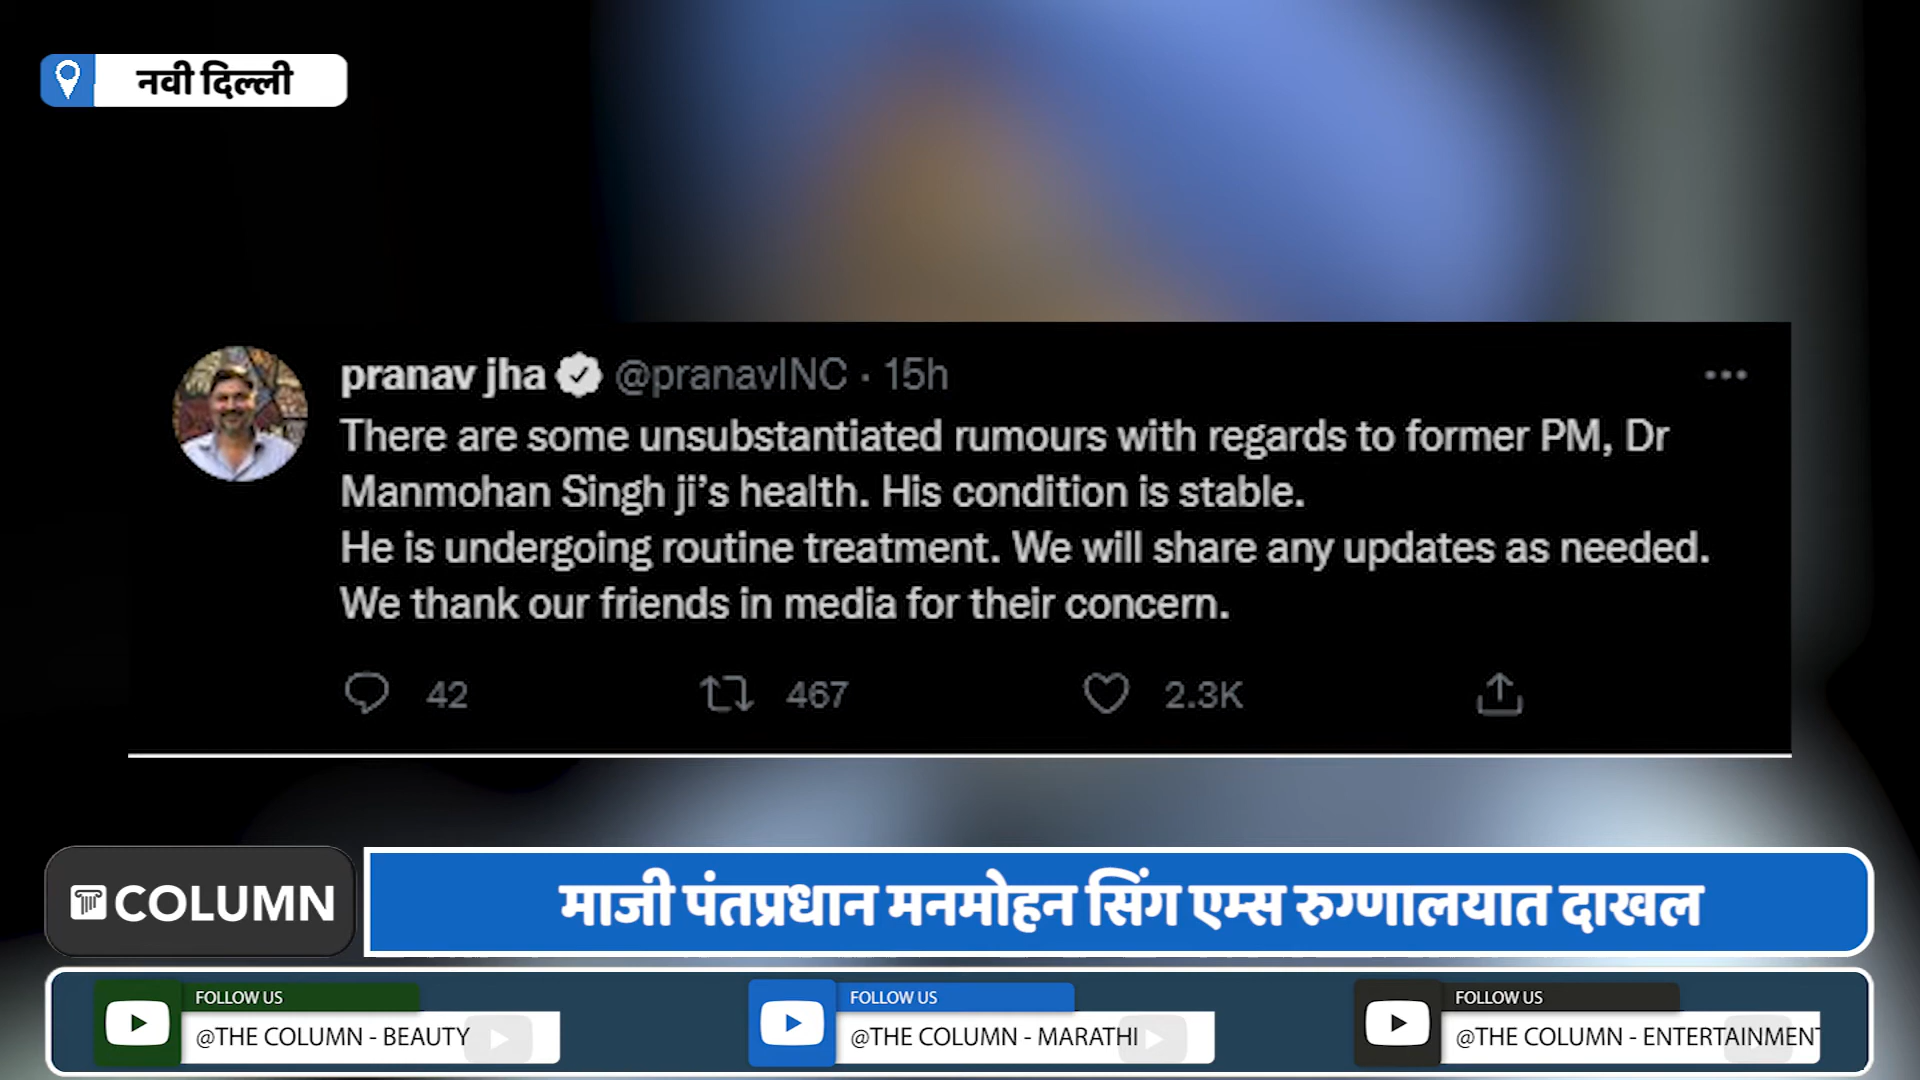 नवी दिल्ली
pranav jha @pranavINC · 15h
There are some unsubstantiated rumours with regards to former PM, Dr
Manmohan Singh ji’s health. His condition is stable.
He is undergoing routine treatment. We will share any updates as needed.
We thank our friends in media for their concern.
42 467 2.3K
COLUMN
माजी पंतप्रधान मनमोहन सिंग एम्स रुग्णालयात दाखल
FOLLOW US
@THE COLUMN - BEAUTY
FOLLOW US
@THE COLUMN - MARATHI
FOLLOW US
@THE COLUMN - ENTERTAINMENT